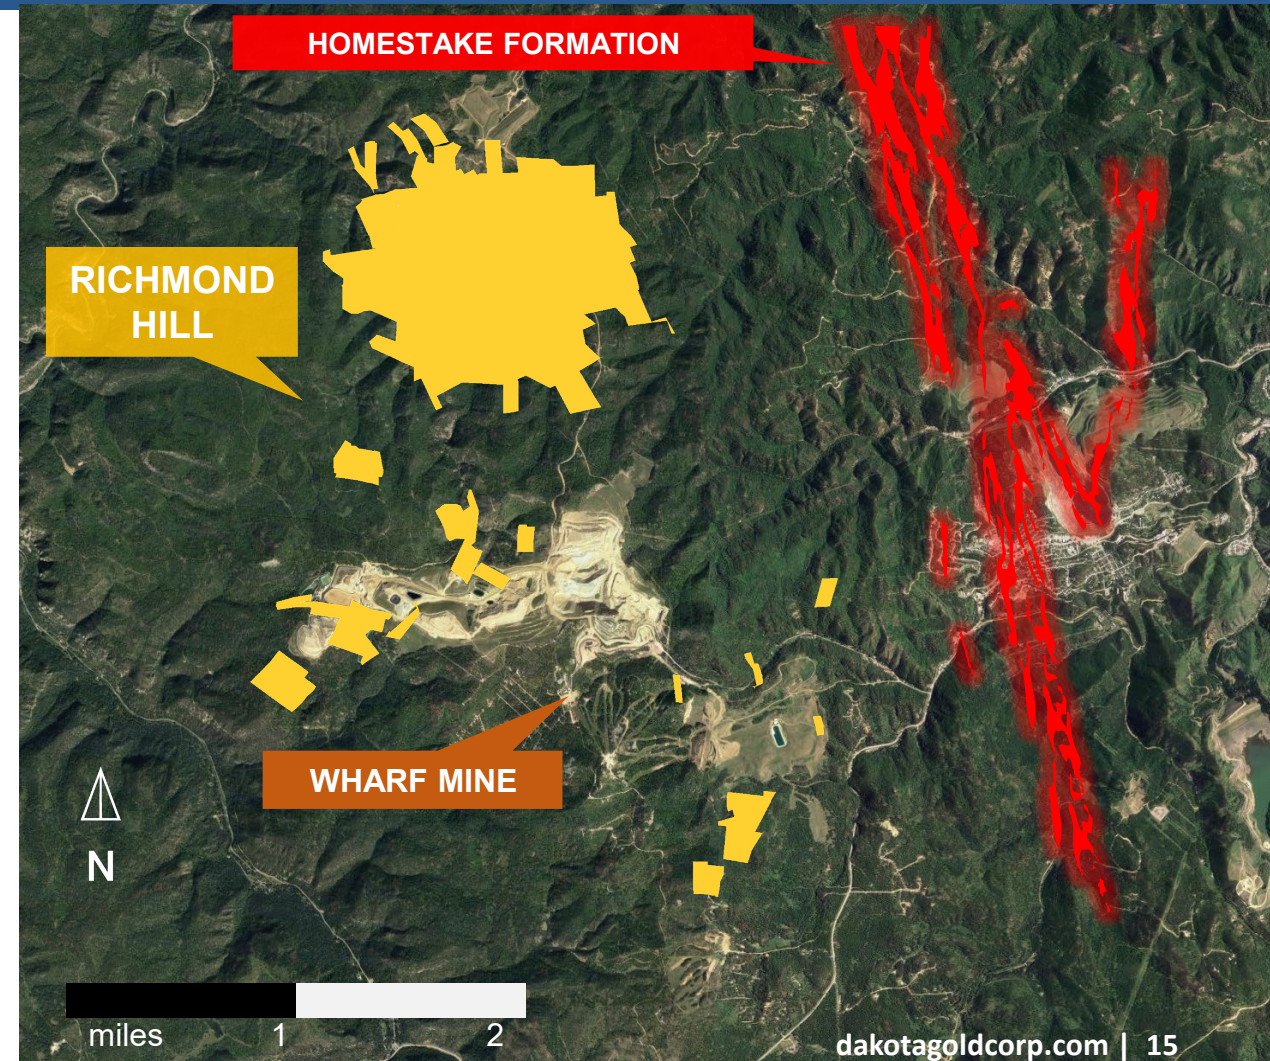 HOMESTAKE FORMATION
RICHMOND
HILL
WHARF MINE
N
miles 1 2
dakotagoldcorp.com | 15